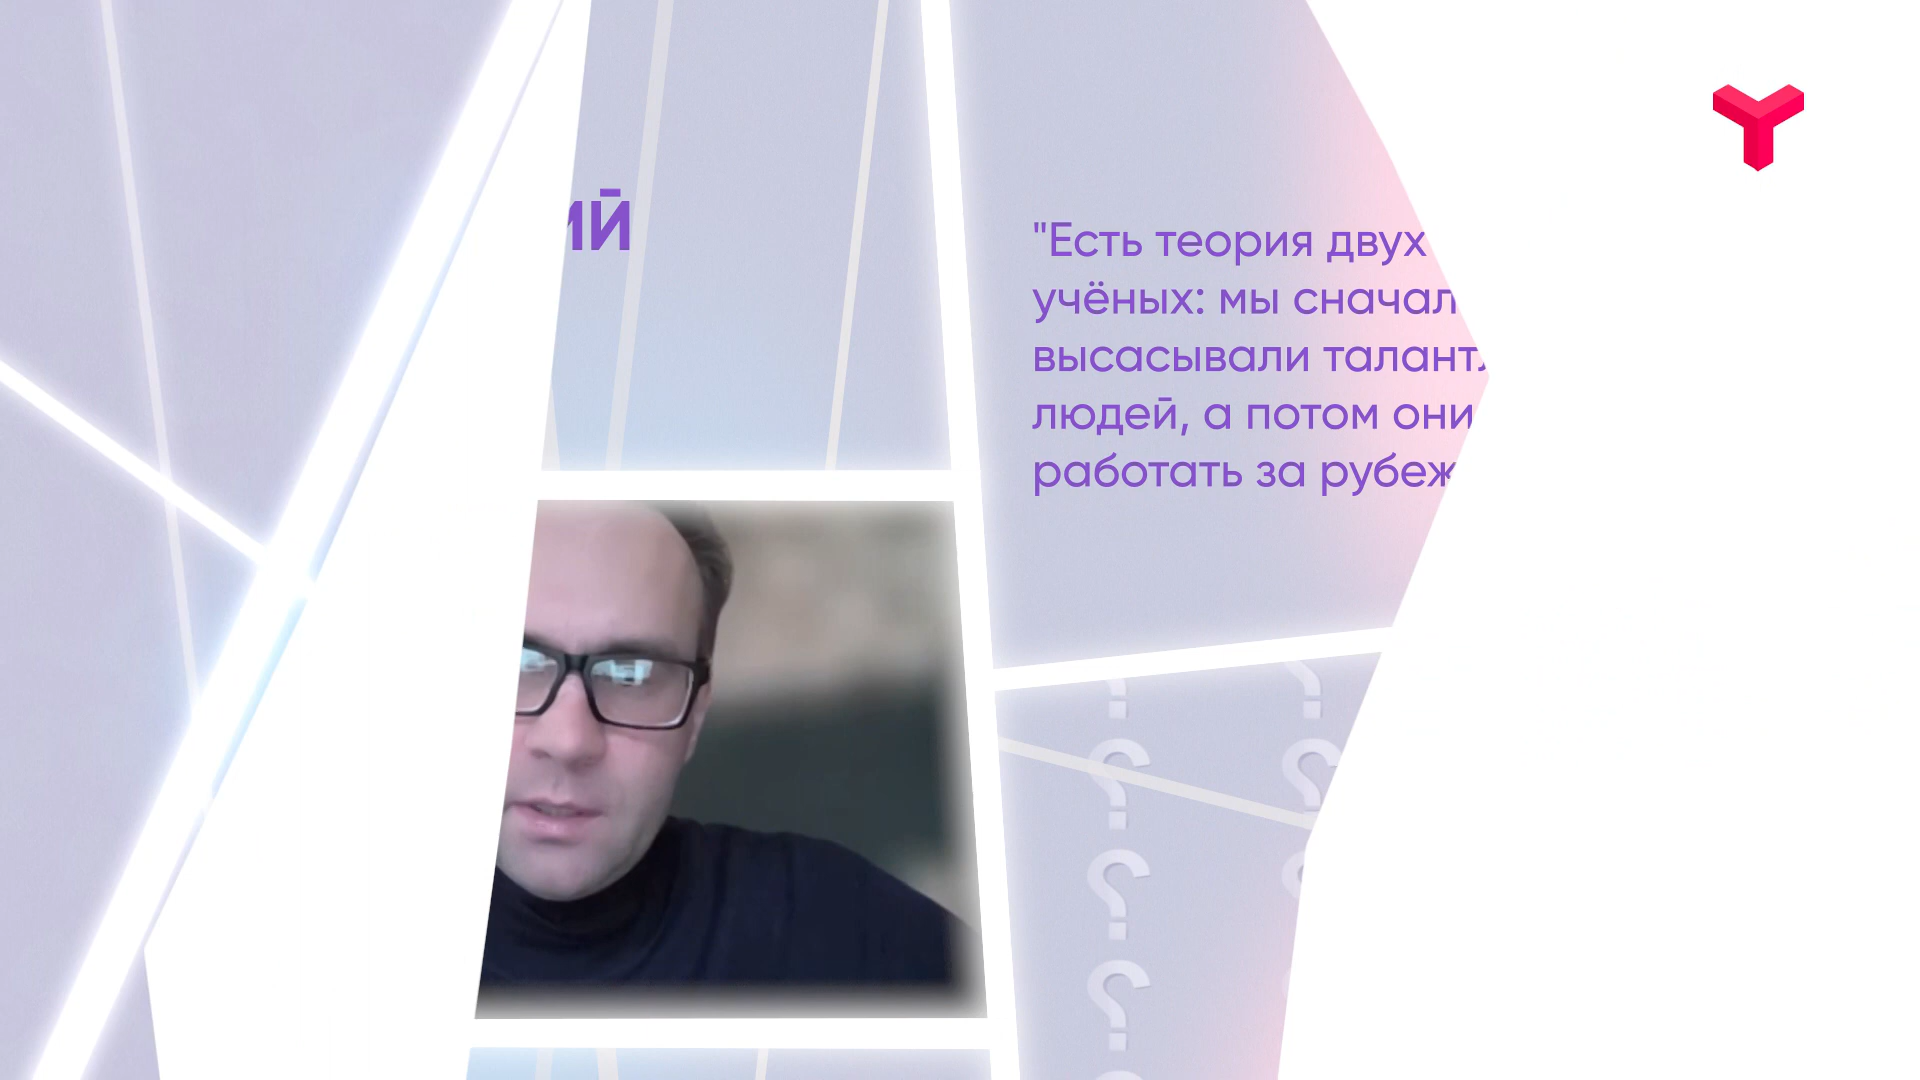 ИЙ
"Есть теория двух
учёных: мы сначал
высасывали талант
людей, а потом они
работать за рубеж